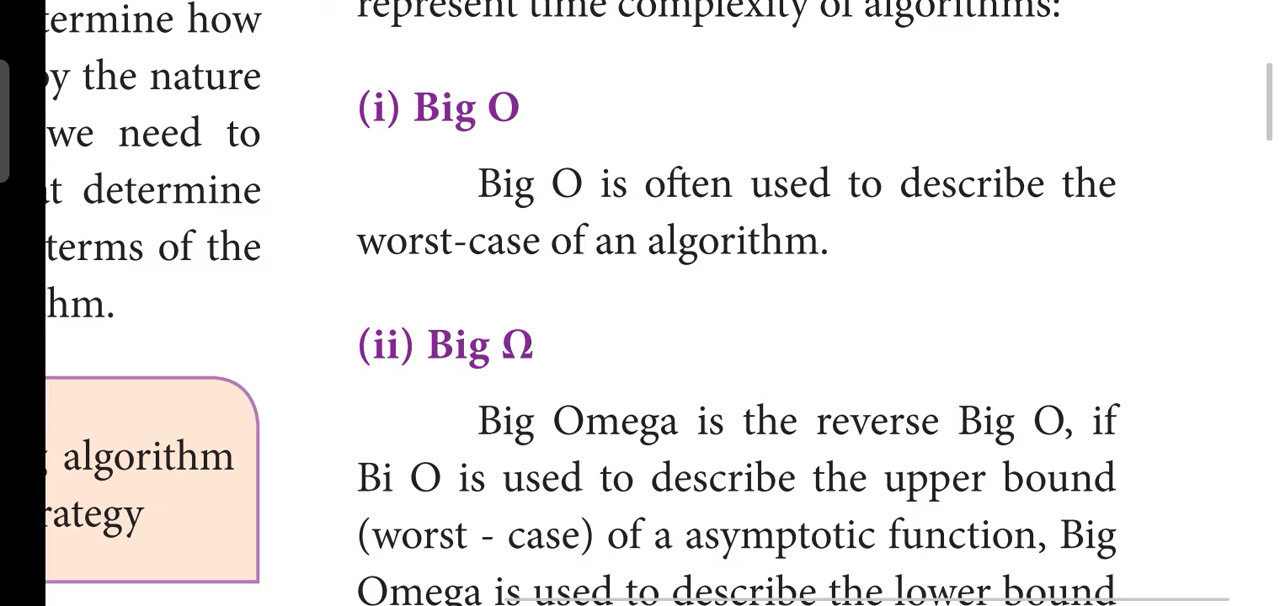 termine how
by the nature
we need to
at determine
terms of the
hm.
algorithm
rategy
represent time complexity of algorithms:
(i) Big O
Big O is often used to describe the
worst-case of an algorithm.
(ii) Big Ω
Big Omega is the reverse Big O, if
Bi O is used to describe the upper bound
(worst - case) of a asymptotic function, Big
Omega is used to describe the lower bound